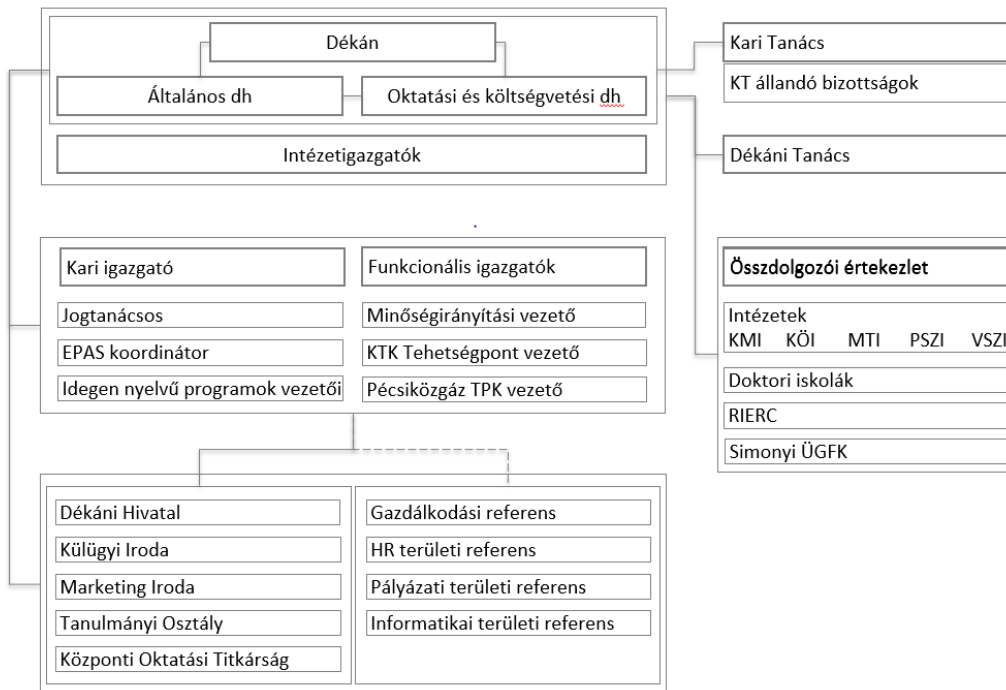 Dékán
Általános dh
Oktatási és költségvetési dh
Intézetigazgatók
Kari Tanács
KT állandó bizottságok
Dékáni Tanács
Kari igazgató
Funkcionális igazgatók
Jogtanácsos
Minőségirányítási vezető
EPAS koordinátor
KTK Tehetségpont vezető
Idegen nyelvű programok vezetői
Pécsiközgáz TPK vezető
Összdolgozói értekezlet
Intézetek
KMI KÖI MTI PSZI VSZI
Doktori iskolák
RIERC
Simonyi ÜGFK
Dékáni Hivatal
Gazdálkodási referens
Külügyi Iroda
HR területi referens
Marketing Iroda
Pályázati területi referens
Tanulmányi Osztály
Informatikai területi referens
Központi Oktatási Titkárság